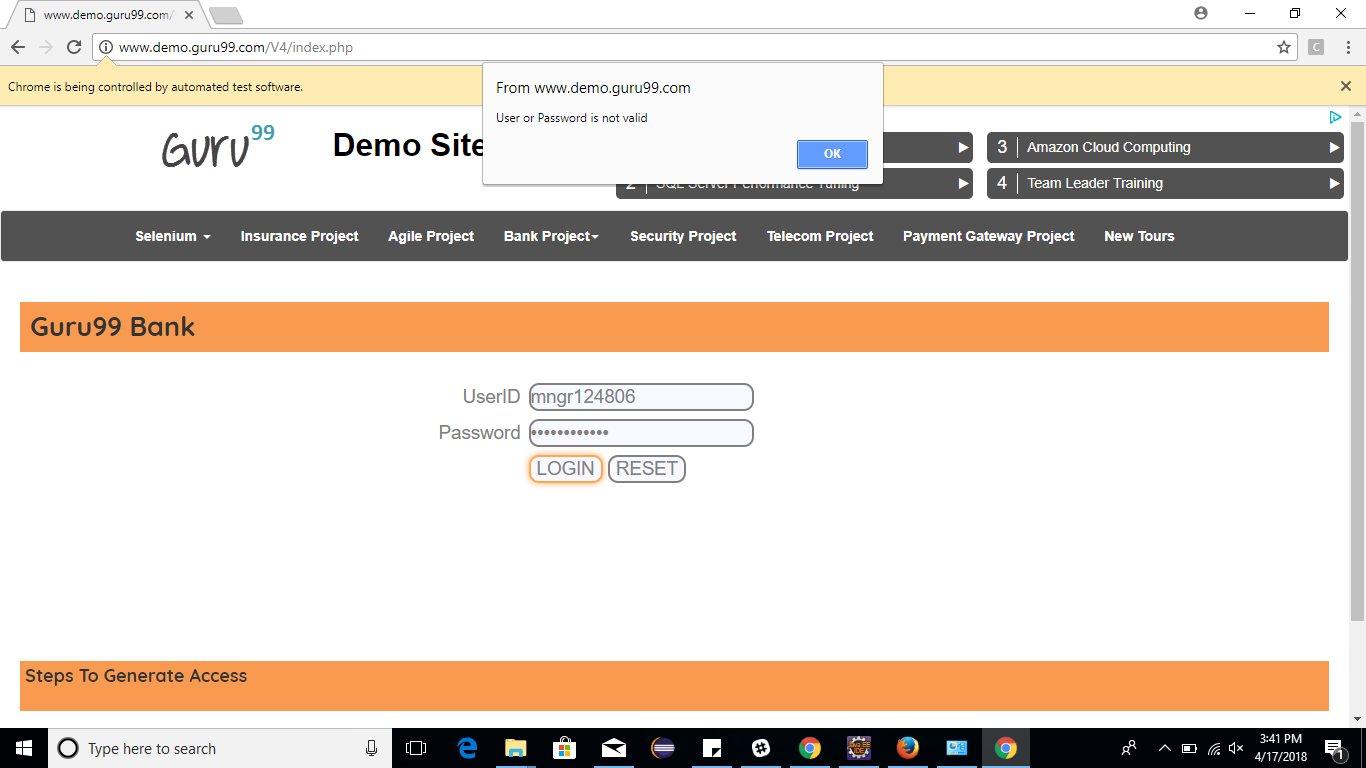 www.demo.guru99.com/
www.demo.guru99.com/V4/index.php
C
Chrome is being controlled by automated test software.
From www.demo.guru99.com
User or Password is not valid
OK
Guru99
Demo Site
3 Amazon Cloud Computing
2 SQL Server Performance Tuning
4 Team Leader Training
Selenium Insurance Project Agile Project Bank Project Security Project Telecom Project Payment Gateway Project New Tours
Guru99 Bank
UserID mngr124806
Password ••••••••••••
LOGIN RESET
Steps To Generate Access
Type here to search
3:41 PM
4/17/2018
1